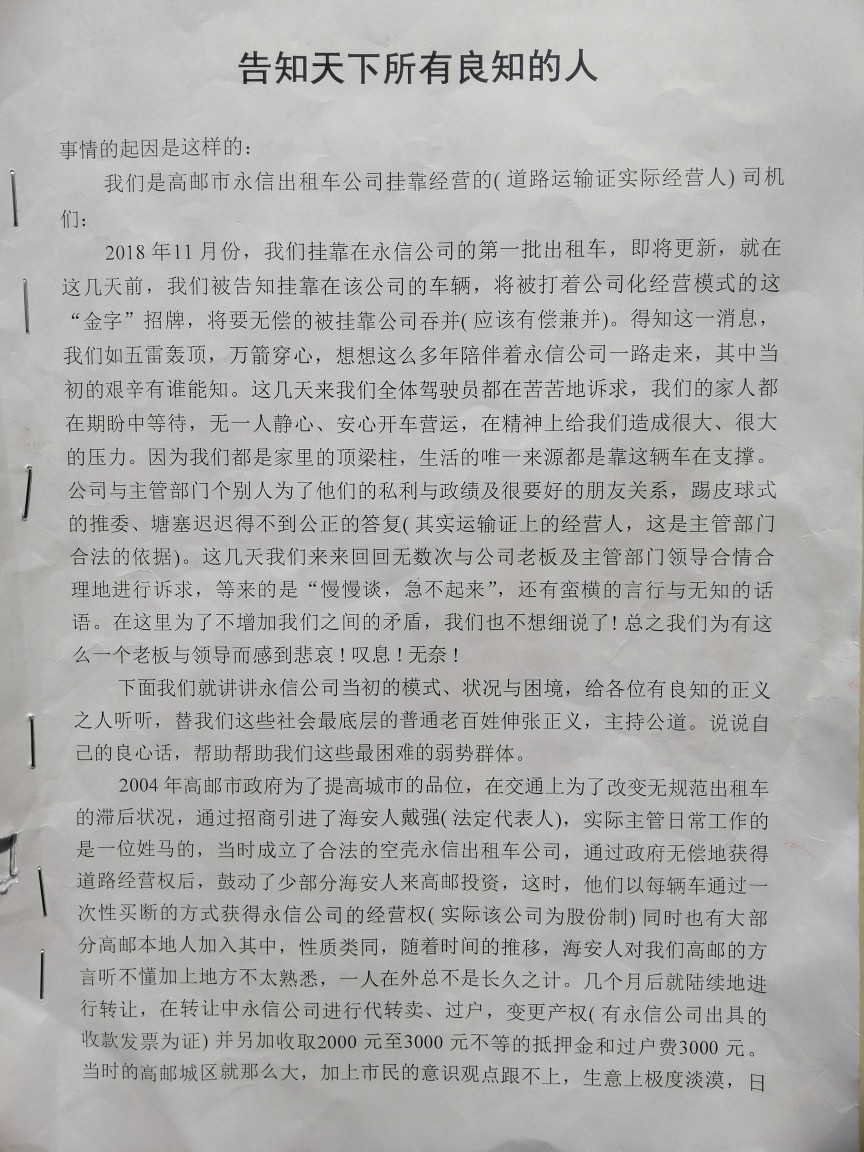 告知天下所有良知的人
事情的起因是这样的：
我们是高邮市永信出租车公司挂靠经营的( 道路运输证实际经营人) 司机
们：
2018 年11 月份，我们挂靠在永信公司的第一批出租车，即将更新，就在
这几天前，我们被告知挂靠在该公司的车辆，将被打着公司化经营模式的这
“金字”招牌，将要无偿的被挂靠公司吞并( 应该有偿兼并)。得知这一消息，
我们如五雷轰顶，万箭穿心，想想这么多年陪伴着永信公司一路走来，其中当
初的艰辛有谁能知。这几天来我们全体驾驶员都在苦苦地诉求，我们的家人都
在期盼中等待，无一人静心、安心开车营运，在精神上给我们造成很大、很大
的压力。因为我们都是家里的顶梁柱，生活的唯一来源都是靠这辆车在支撑。
公司与主管部门个别人为了他们的私利与政绩及很要好的朋友关系，踢皮球式
的推委、塘塞迟迟得不到公正的答复( 其实运输证上的经营人，这是主管部门
合法的依据)。这几天我们来来回回无数次与公司老板及主管部门领导合情合
理地进行诉求，等来的是“慢慢谈，急不起来”，还有蛮横的言行与无知的话
语。在这里为了不增加我们之间的矛盾，我们也不想细说了! 总之我们为有这
么一个老板与领导而感到悲哀 ! 叹息 ! 无奈 !
下面我们就讲讲永信公司当初的模式、状况与困境，给各位有良知的正义
之人听听，替我们这些社会最底层的普通老百姓伸张正义，主持公道。说说自
己的良心话，帮助帮助我们这些最困难的弱势群体。
2004 年高邮市政府为了提高城市的品位，在交通上为了改变无规范出租车
的滞后状况，通过招商引进了海安人戴强( 法定代表人)，实际主管日常工作的
是一位姓马的，当时成立了合法的空壳永信出租车公司，通过政府无偿地获得
道路经营权后，鼓动了少部分海安人来高邮投资，这时，他们以每辆车通过一
次性买断的方式获得永信公司的经营权( 实际该公司为股份制) 同时也有大部
分高邮本地人加入其中，性质类同，随着时间的推移，海安人对我们高邮的方
言听不懂加上地方不太熟悉，一人在外总不是长久之计。几个月后就陆续地进
行转让，在转让中永信公司进行代转卖、过户，变更产权( 有永信公司出具的
收款发票为证) 并另加收取2000 元至3000 元不等的抵押金和过户费3000 元。
当时的高邮城区就那么大，加上市民的意识观点跟不上，生意上极度淡漠，日